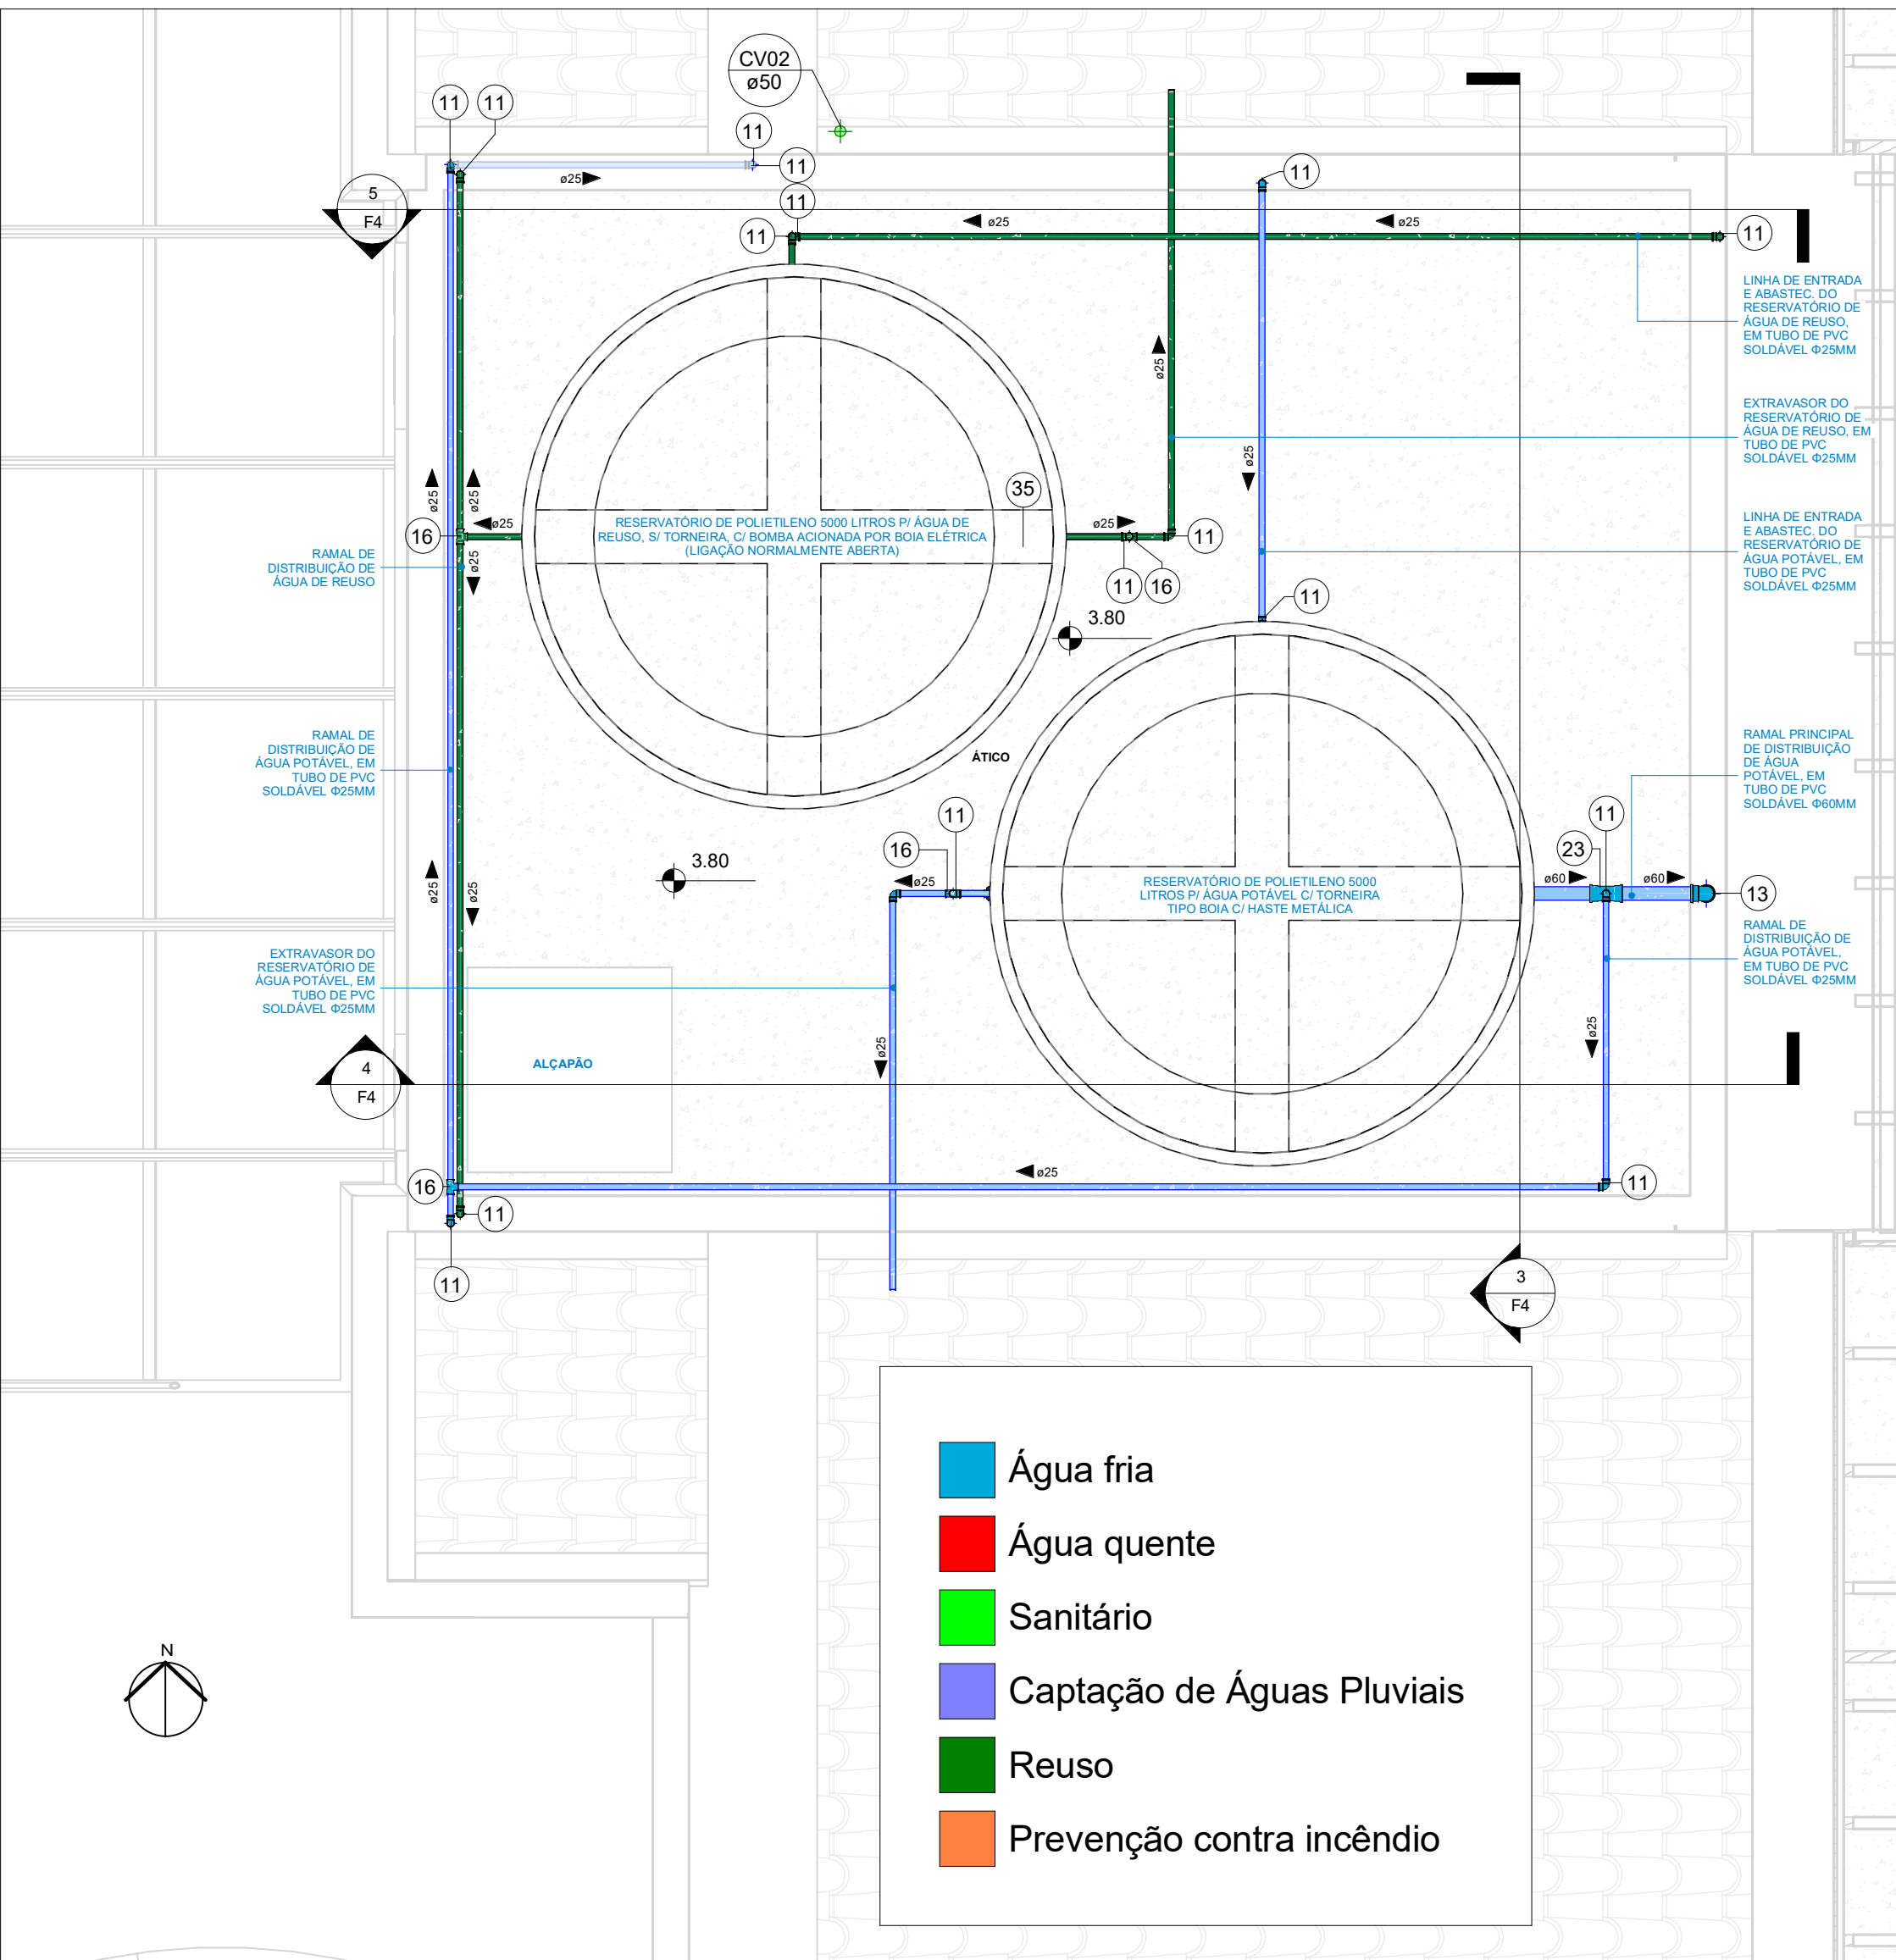 CV02
ø50
11
11
11
11
11
11
11
11
ø25
ø25
ø25
5
F4
LINHA DE ENTRADA
E ABASTEC. DO
RESERVATÓRIO DE
ÁGUA DE REUSO,
EM TUBO DE PVC
SOLDÁVEL Φ25MM
ø25
EXTRAVASOR DO
RESERVATÓRIO DE
ÁGUA DE REUSO, EM
TUBO DE PVC
SOLDÁVEL Φ25MM
ø25
ø25
ø25
35
16
ø25
RESERVATÓRIO DE POLIETILENO 5000 LITROS P/ ÁGUA DE
REUSO, S/ TORNEIRA, C/ BOMBA ACIONADA POR BOIA ELÉTRICA
(LIGAÇÃO NORMALMENTE ABERTA)
ø25
11
11
16
ø25
LINHA DE ENTRADA
E ABASTEC. DO
RESERVATÓRIO DE
ÁGUA POTÁVEL, EM
TUBO DE PVC
SOLDÁVEL Φ25MM
RAMAL DE
DISTRIBUIÇÃO DE
ÁGUA DE REUSO
11
3.80
RAMAL DE
DISTRIBUIÇÃO DE
ÁGUA POTÁVEL, EM
TUBO DE PVC
SOLDÁVEL Φ25MM
ÁTICO
RAMAL PRINCIPAL
DE DISTRIBUIÇÃO
DE ÁGUA
POTÁVEL, EM
TUBO DE PVC
SOLDÁVEL Φ60MM
11
11
16
23
3.80
ø25
ø25
ø25
RESERVATÓRIO DE POLIETILENO 5000
LITROS P/ ÁGUA POTÁVEL C/ TORNEIRA
TIPO BOIA C/ HASTE METÁLICA
ø60
ø60
13
RAMAL DE
DISTRIBUIÇÃO DE
ÁGUA POTÁVEL,
EM TUBO DE PVC
SOLDÁVEL Φ25MM
EXTRAVASOR DO
RESERVATÓRIO DE
ÁGUA POTÁVEL, EM
TUBO DE PVC
SOLDÁVEL Φ25MM
ø25
ø25
ALÇAPÃO
4
F4
ø25
16
11
11
11
3
F4
Água fria
Água quente
Sanitário
Captação de Águas Pluviais
Reuso
Prevenção contra incêndio
N